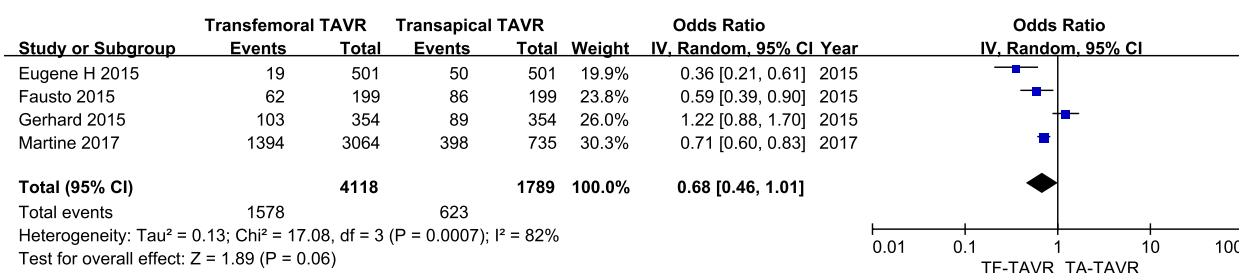 Transfemoral TAVR Transapical TAVR Odds Ratio Odds Ratio
Study or Subgroup Events Total Events Total Weight IV, Random, 95% CI Year IV, Random, 95% CI
Eugene H 2015 19 501 50 501 19.9% 0.36 [0.21, 0.61] 2015
Fausto 2015 62 199 86 199 23.8% 0.59 [0.39, 0.90] 2015
Gerhard 2015 103 354 89 354 26.0% 1.22 [0.88, 1.70] 2015
Martine 2017 1394 3064 398 735 30.3% 0.71 [0.60, 0.83] 2017
Total (95% CI) 4118 1789 100.0% 0.68 [0.46, 1.01]
Total events 1578 623
Heterogeneity: Tau² = 0.13; Chi² = 17.08, df = 3 (P = 0.0007); I² = 82%
Test for overall effect: Z = 1.89 (P = 0.06)
0.01 0.1 1 10 100
TF-TAVR TA-TAVR